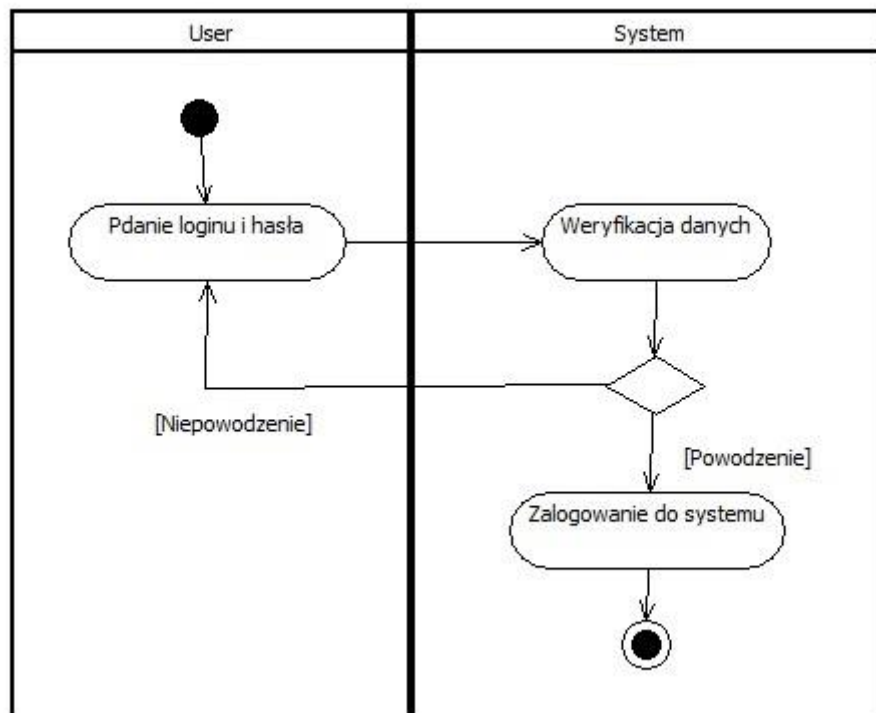 User
System
Pdanie loginu i hasła
Weryfikacja danych
[Niepowodzenie]
[Powodzenie]
Zalogowanie do systemu